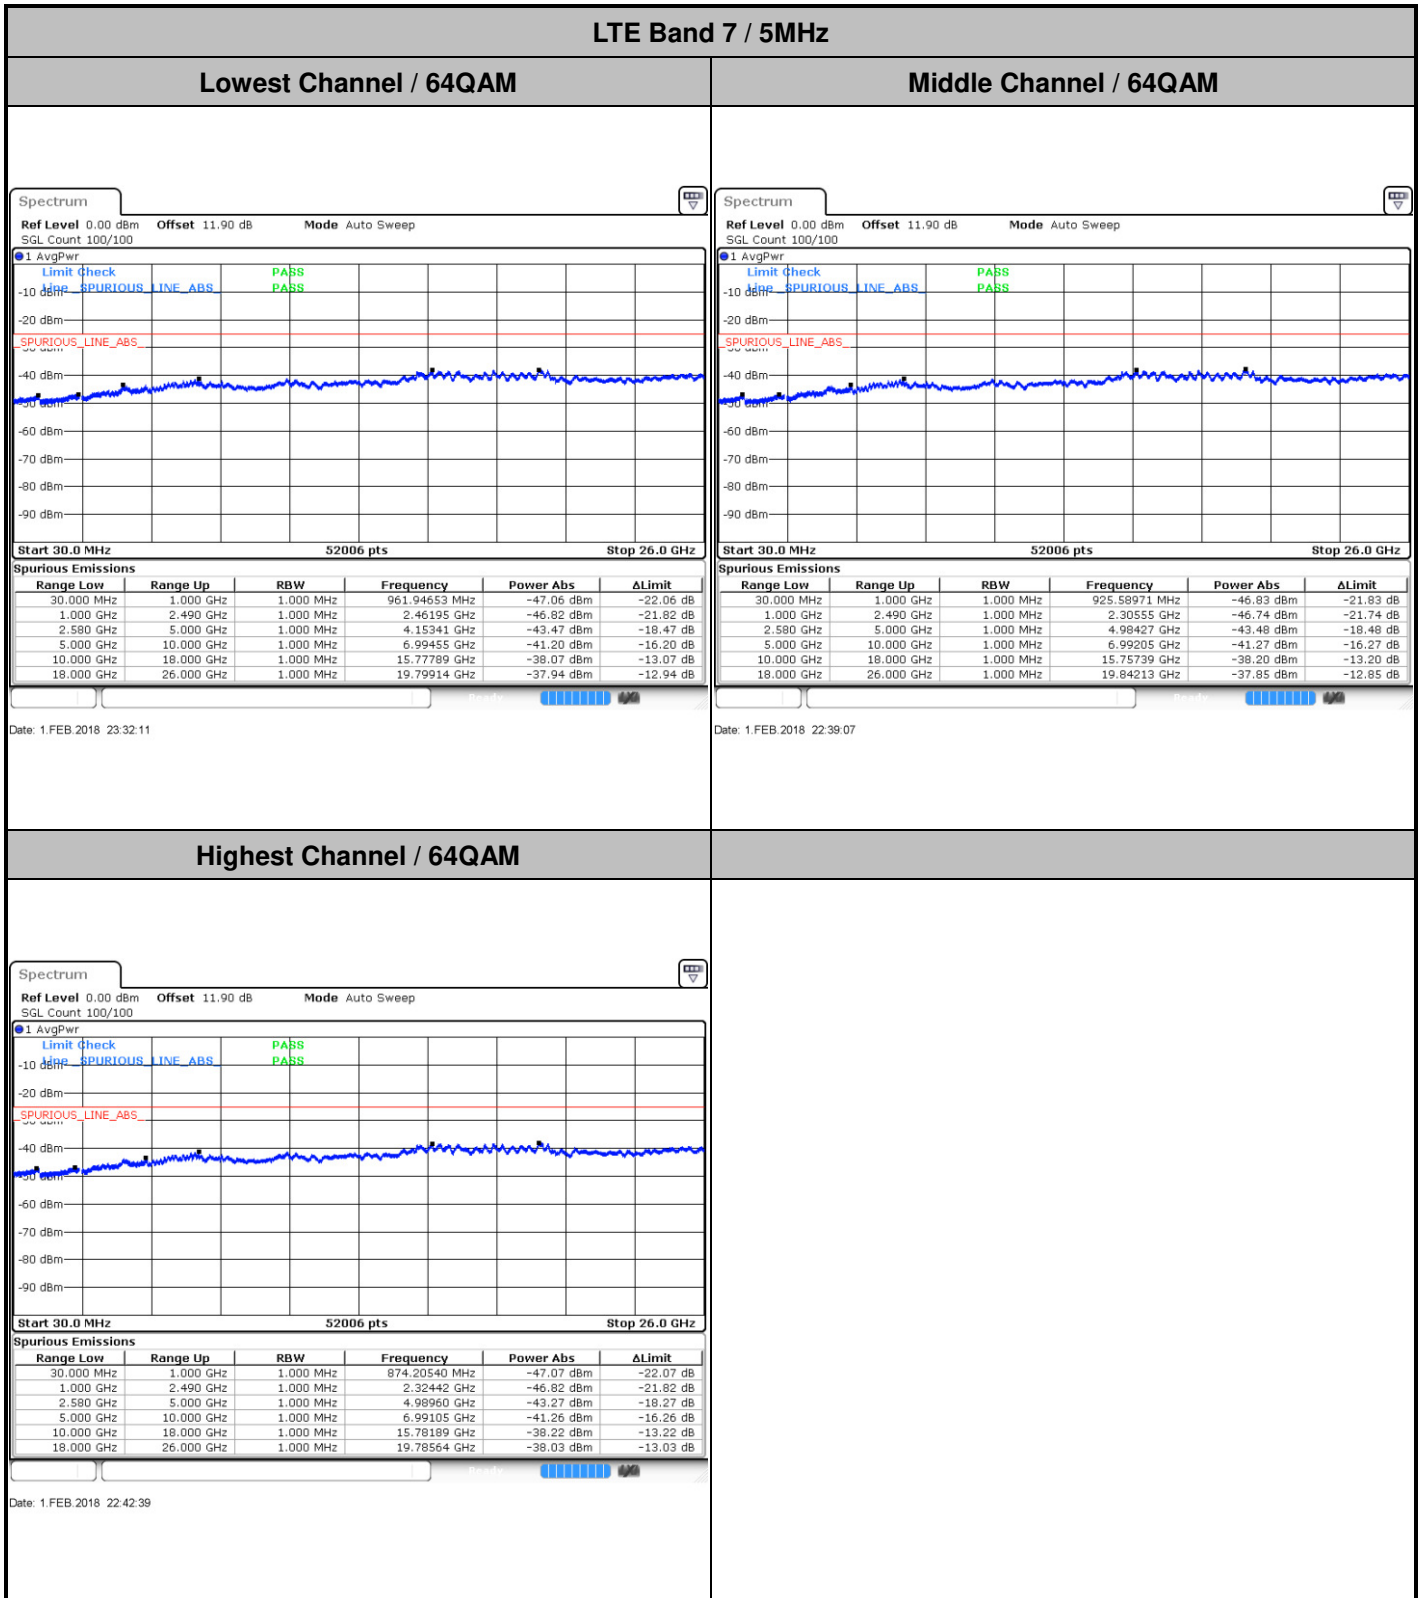 LTE Band 7 / 5MHz
Lowest Channel / 64QAM
Middle Channel / 64QAM
Spectrum
Ref Level 0.00 dBm Offset 11.90 dB Mode Auto Sweep
SGL Count 100/100
1 AvgPwr
Limit Check PASS
Line _SPURIOUS_LINE_ABS_ PASS
-10 dBm
-20 dBm
_SPURIOUS_LINE_ABS_
-30 dBm
-40 dBm
-50 dBm
-60 dBm
-70 dBm
-80 dBm
-90 dBm
Start 30.0 MHz 52006 pts Stop 26.0 GHz
Spurious Emissions
Range Low Range Up RBW Frequency Power Abs ΔLimit
30.000 MHz 1.000 GHz 1.000 MHz 961.94653 MHz -47.06 dBm -22.06 dB
1.000 GHz 2.490 GHz 1.000 MHz 2.46195 GHz -46.82 dBm -21.82 dB
2.580 GHz 5.000 GHz 1.000 MHz 4.15341 GHz -43.47 dBm -18.47 dB
5.000 GHz 10.000 GHz 1.000 MHz 6.99455 GHz -41.20 dBm -16.20 dB
10.000 GHz 18.000 GHz 1.000 MHz 15.77789 GHz -38.07 dBm -13.07 dB
18.000 GHz 26.000 GHz 1.000 MHz 19.79914 GHz -37.94 dBm -12.94 dB
Date: 1.FEB.2018 23:32:11
Spectrum
Ref Level 0.00 dBm Offset 11.90 dB Mode Auto Sweep
SGL Count 100/100
1 AvgPwr
Limit Check PASS
Line _SPURIOUS_LINE_ABS_ PASS
-10 dBm
-20 dBm
_SPURIOUS_LINE_ABS_
-30 dBm
-40 dBm
-50 dBm
-60 dBm
-70 dBm
-80 dBm
-90 dBm
Start 30.0 MHz 52006 pts Stop 26.0 GHz
Spurious Emissions
Range Low Range Up RBW Frequency Power Abs ΔLimit
30.000 MHz 1.000 GHz 1.000 MHz 925.58971 MHz -46.83 dBm -21.83 dB
1.000 GHz 2.490 GHz 1.000 MHz 2.30555 GHz -46.74 dBm -21.74 dB
2.580 GHz 5.000 GHz 1.000 MHz 4.98427 GHz -43.48 dBm -18.48 dB
5.000 GHz 10.000 GHz 1.000 MHz 6.99205 GHz -41.27 dBm -16.27 dB
10.000 GHz 18.000 GHz 1.000 MHz 15.75739 GHz -38.20 dBm -13.20 dB
18.000 GHz 26.000 GHz 1.000 MHz 19.84213 GHz -37.85 dBm -12.85 dB
Date: 1.FEB.2018 22:39:07
Highest Channel / 64QAM
Spectrum
Ref Level 0.00 dBm Offset 11.90 dB Mode Auto Sweep
SGL Count 100/100
1 AvgPwr
Limit Check PASS
Line _SPURIOUS_LINE_ABS_ PASS
-10 dBm
-20 dBm
_SPURIOUS_LINE_ABS_
-30 dBm
-40 dBm
-50 dBm
-60 dBm
-70 dBm
-80 dBm
-90 dBm
Start 30.0 MHz 52006 pts Stop 26.0 GHz
Spurious Emissions
Range Low Range Up RBW Frequency Power Abs ΔLimit
30.000 MHz 1.000 GHz 1.000 MHz 874.20540 MHz -47.07 dBm -22.07 dB
1.000 GHz 2.490 GHz 1.000 MHz 2.32442 GHz -46.82 dBm -21.82 dB
2.580 GHz 5.000 GHz 1.000 MHz 4.98960 GHz -43.27 dBm -18.27 dB
5.000 GHz 10.000 GHz 1.000 MHz 6.99105 GHz -41.26 dBm -16.26 dB
10.000 GHz 18.000 GHz 1.000 MHz 15.78189 GHz -38.22 dBm -13.22 dB
18.000 GHz 26.000 GHz 1.000 MHz 19.78564 GHz -38.03 dBm -13.03 dB
Date: 1.FEB.2018 22:42:39